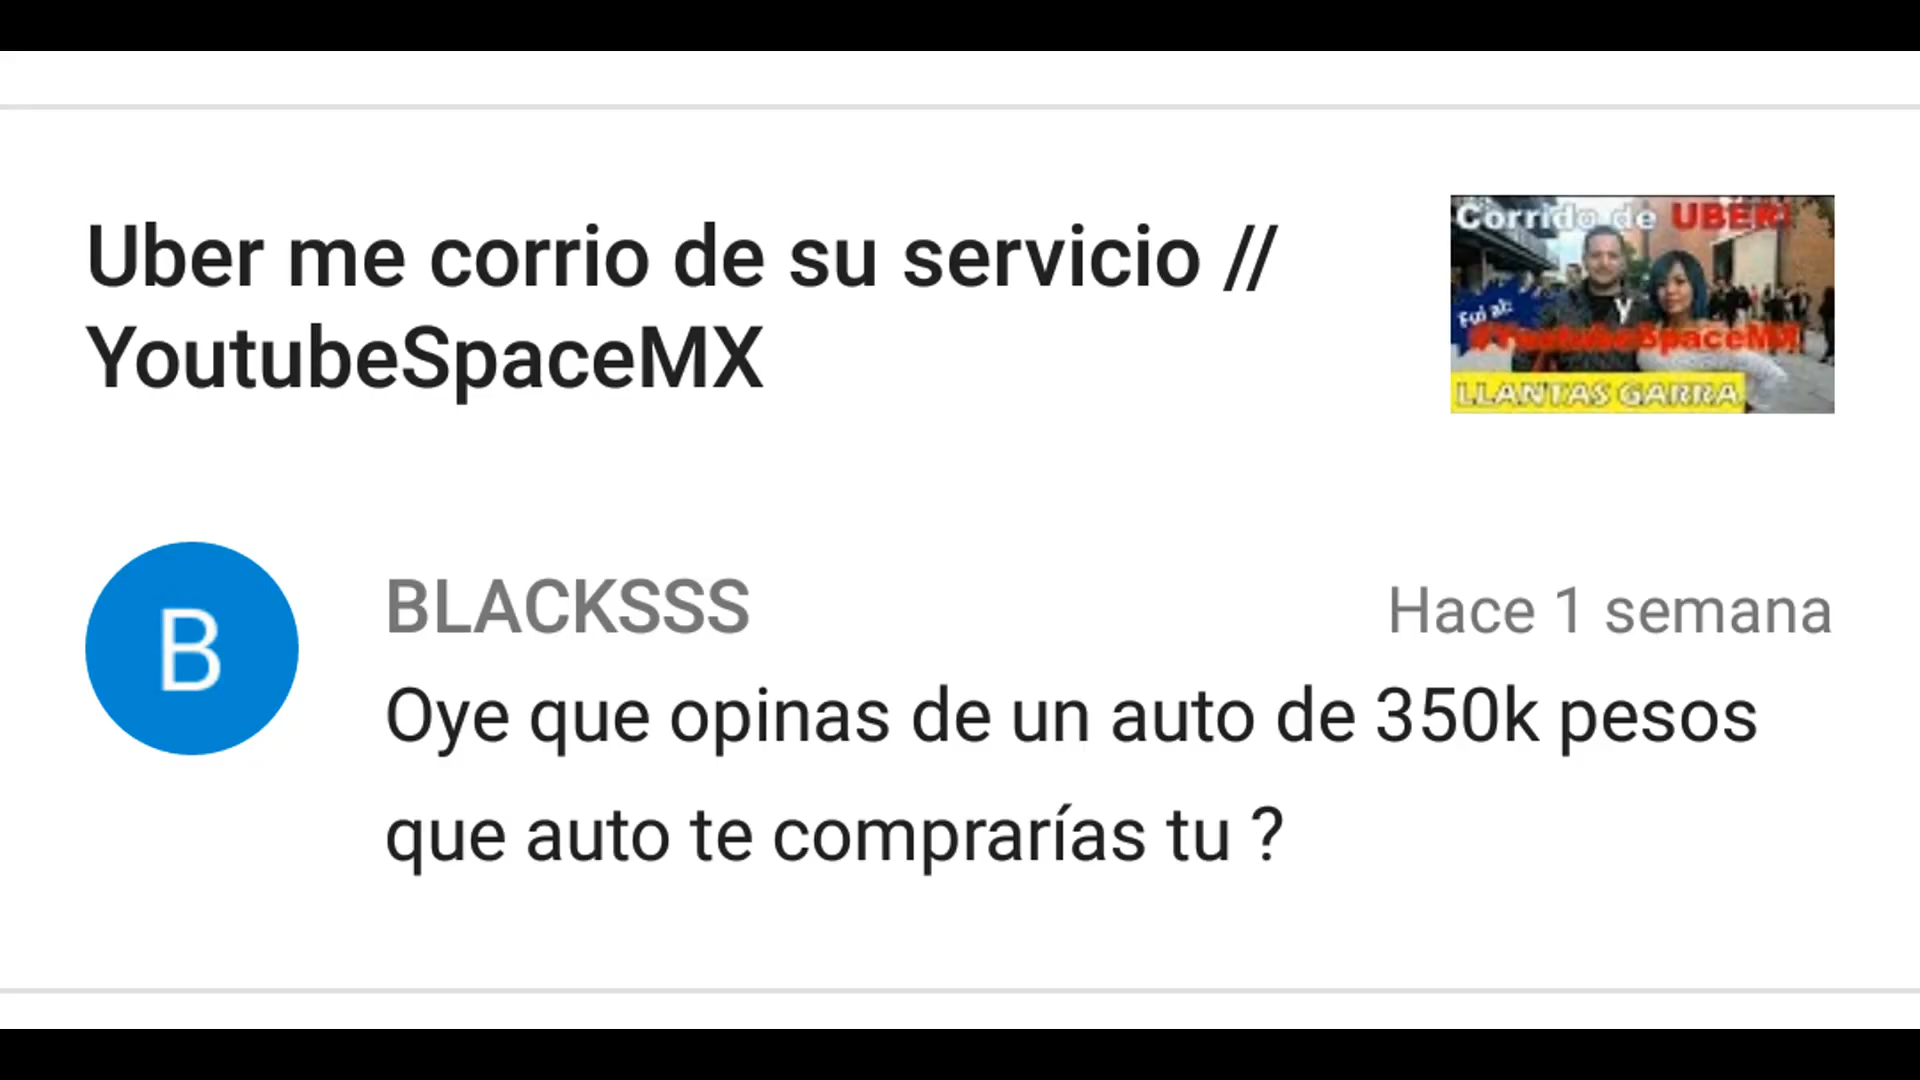 Uber me corrio de su servicio //
YoutubeSpaceMX
Corrido de UBER!
Fui al:
Y
#YoutubeSpaceMX
LLANTAS GARRA
B
BLACKSSS
Hace 1 semana
Oye que opinas de un auto de 350k pesos
que auto te comprarías tu ?